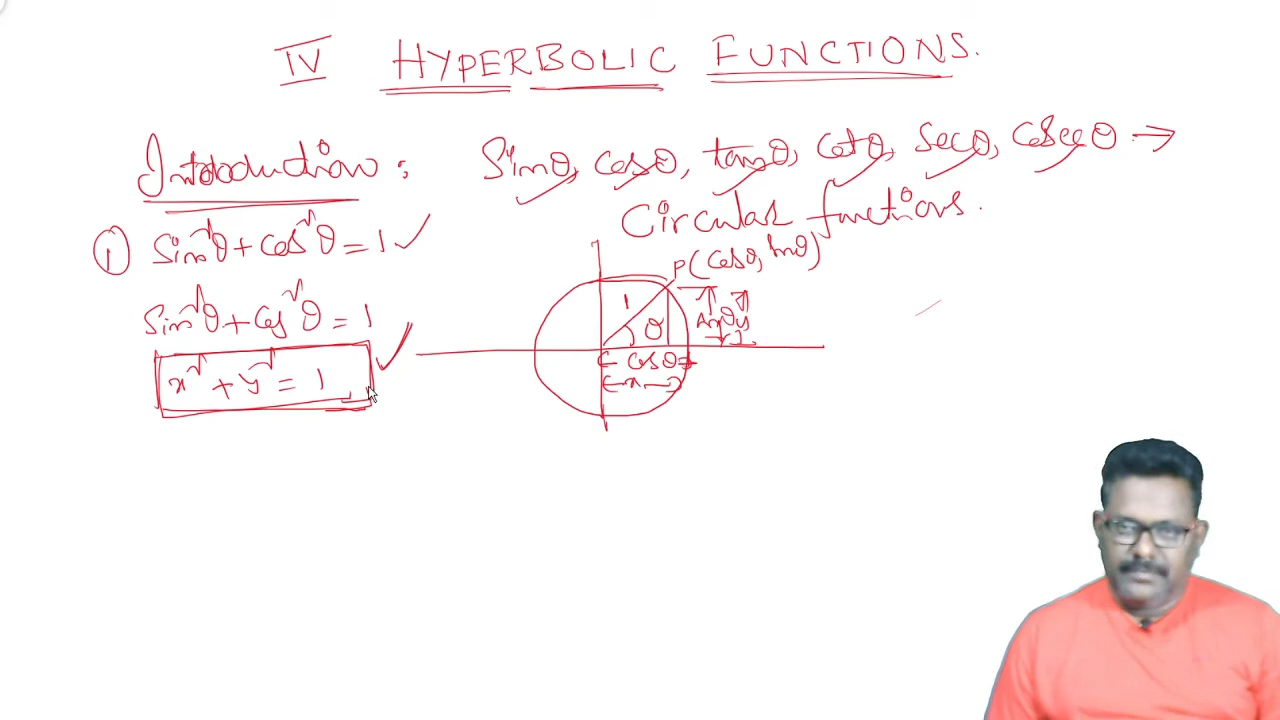 IV HYPERBOLIC FUNCTIONS.
Introduction: Sinθ, cosθ, tanθ, cotθ, Secθ, Cosecθ →
Circular functions.
① Sin²θ + Cos²θ = 1 ✓
P(cosθ, sinθ)
Sin²θ + Cos²θ = 1
1
θ
Sinθ y
x² + y² = 1 ✓
cosθ
x